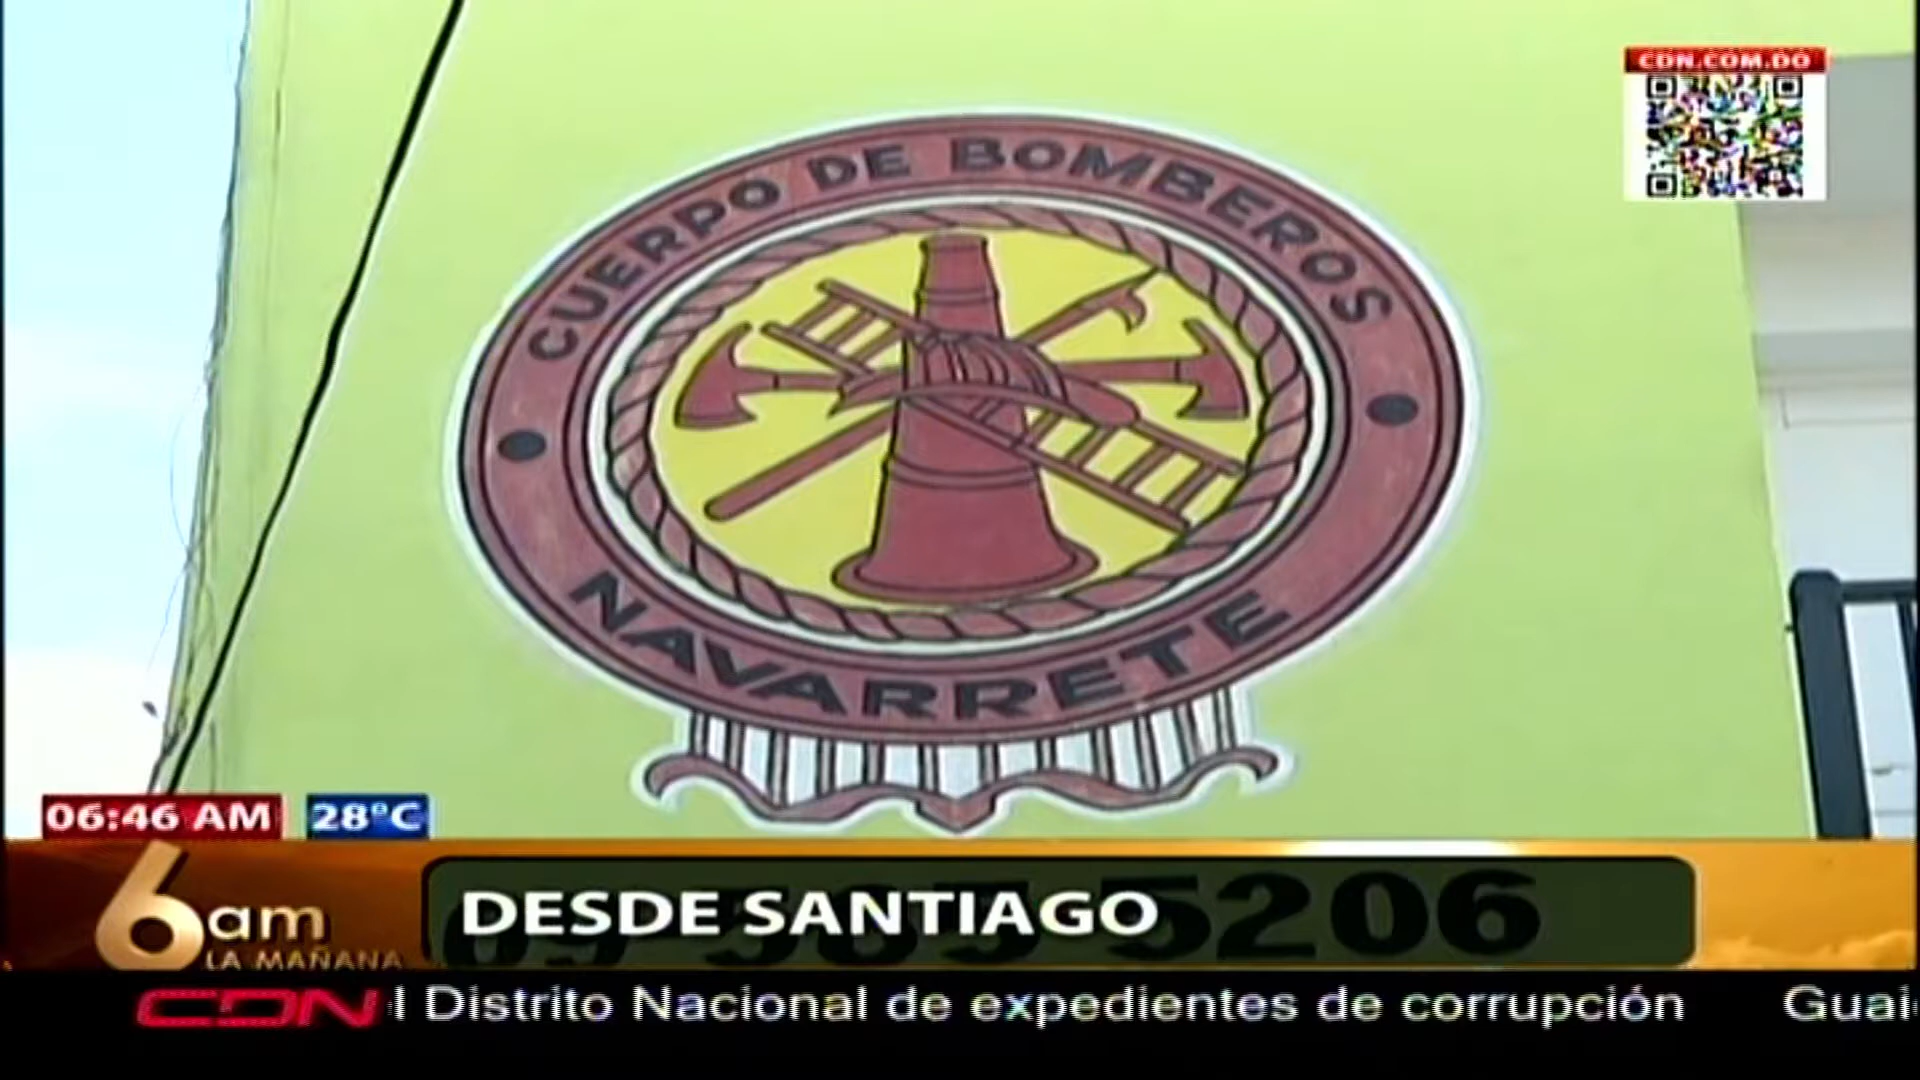 CDN.COM.DO
CUERPO DE BOMBEROS
NAVARRETE
06:46 AM 28°C
6am
LA MAÑANA
DESDE SANTIAGO
5206
CDN
l Distrito Nacional de expedientes de corrupción